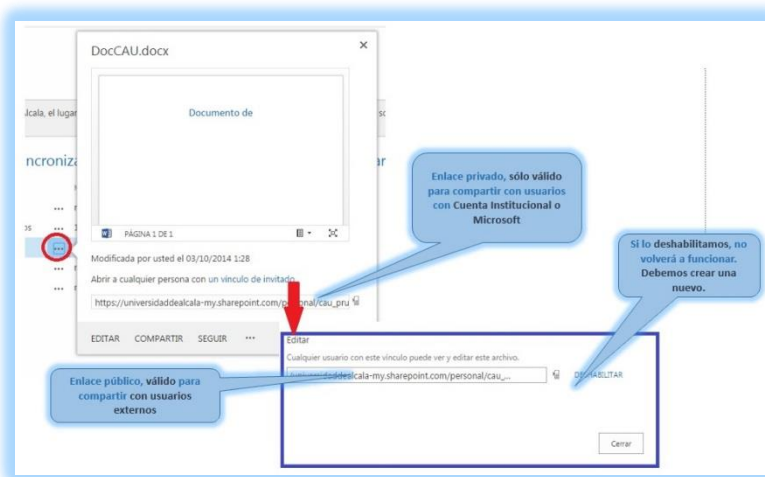 DocCAU.docx
Documento de
lcala, el lugar
ncroniza
PÁGINA 1 DE 1
Modificada por usted el 03/10/2014 1:28
Abrir a cualquier persona con un vínculo de invitado
https://universidaddealcala-my.sharepoint.com/personal/cau_pru
EDITAR COMPARTIR SEGUIR ...
Enlace privado, sólo válido
para compartir con usuarios
con Cuenta Institucional o
Microsoft
Si lo deshabilitamos, no
volverá a funcionar.
Debemos crear una
nuevo.
Editar
Cualquier usuario con este vínculo puede ver y editar este archivo.
universidaddealcala-my.sharepoint.com/personal/cau_...
DESHABILITAR
Enlace público, válido para
compartir con usuarios
externos
Cerrar